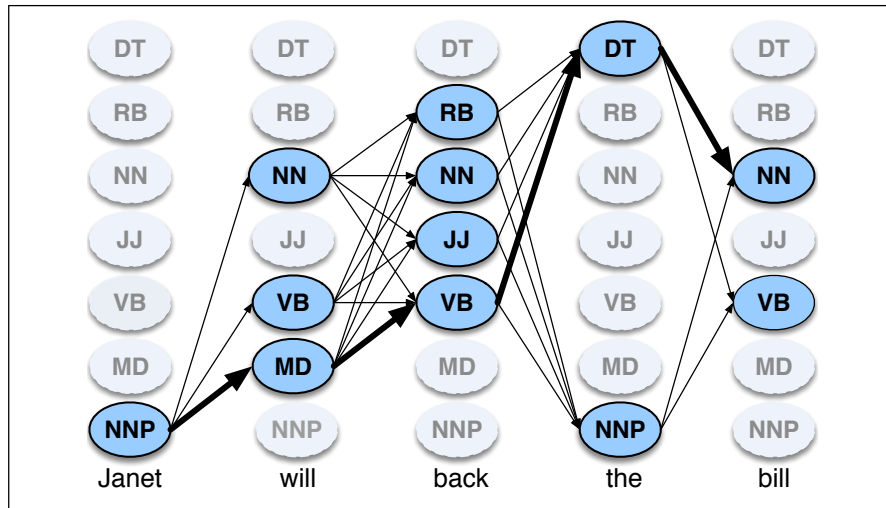 DT DT DT DT DT
RB RB RB RB RB
NN NN NN NN NN
JJ JJ JJ JJ JJ
VB VB VB VB VB
MD MD MD MD MD
NNP NNP NNP NNP NNP
Janet will back the bill